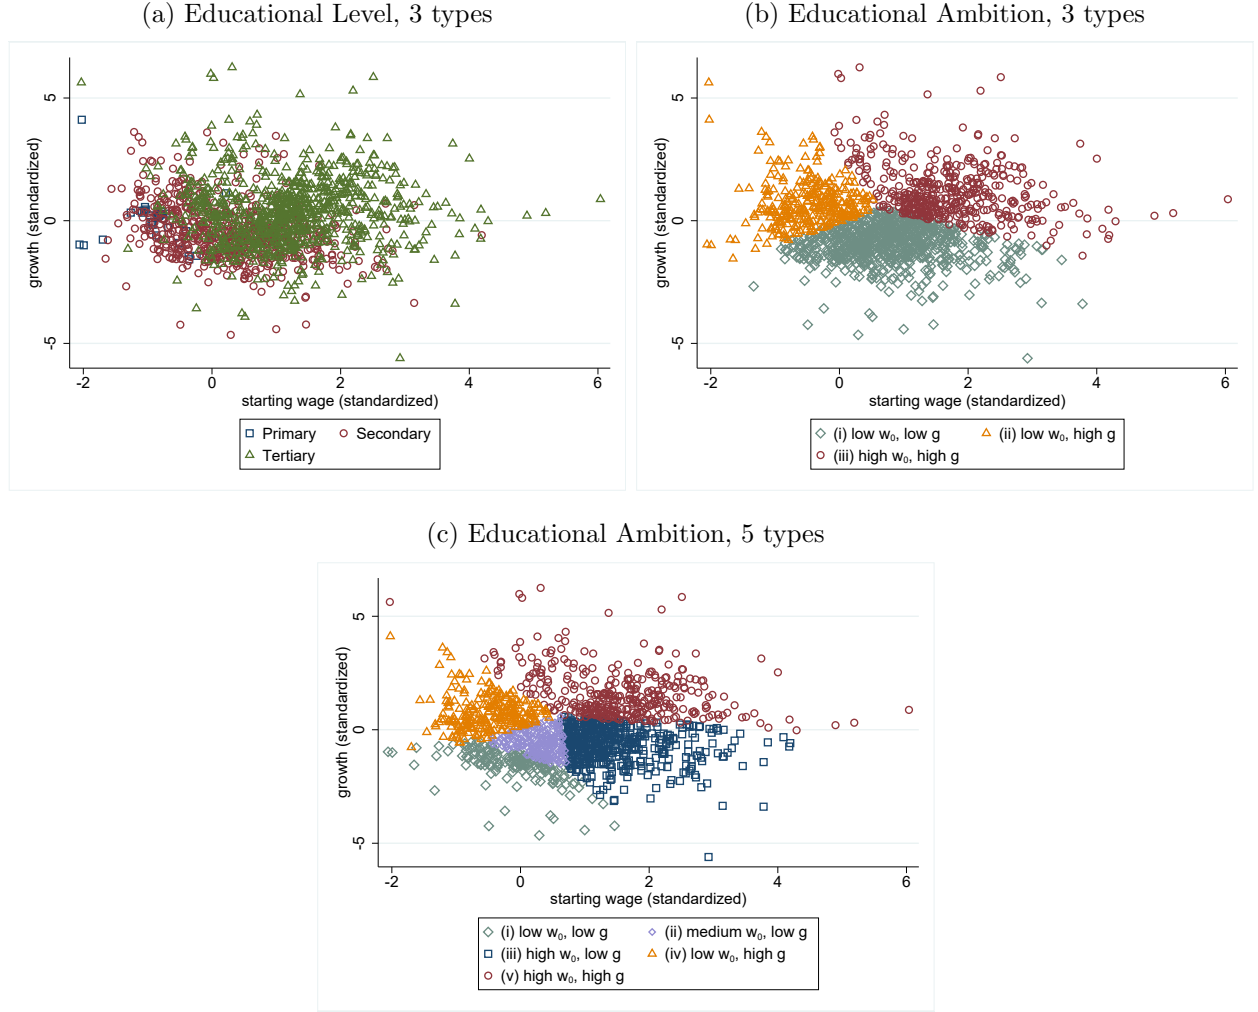 (a) Educational Level, 3 types
growth (standardized)
5
0
-5
-2 0 2 4 6
starting wage (standardized)
Primary Secondary
Tertiary
(b) Educational Ambition, 3 types
growth (standardized)
5
0
-5
-2 0 2 4 6
starting wage (standardized)
(i) low w₀, low g (ii) low w₀, high g
(iii) high w₀, high g
(c) Educational Ambition, 5 types
growth (standardized)
5
0
-5
-2 0 2 4 6
starting wage (standardized)
(i) low w₀, low g (ii) medium w₀, low g
(iii) high w₀, low g (iv) low w₀, high g
(v) high w₀, high g